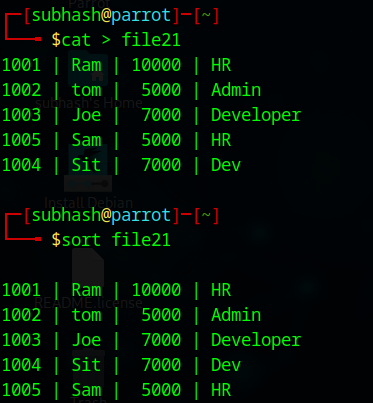 Parrot
┌─[subhash@parrot]─[~]
└──╼ $cat > file21
1001 | Ram | 10000 | HR
1002 | tom |  5000 | Admin
subhash's Home
1003 | Joe |  7000 | Developer
1005 | Sam |  5000 | HR
1004 | Sit |  7000 | Dev
Install Debian
┌─[subhash@parrot]─[~]
└──╼ $sort file21
1001 | Ram | 10000 | HR
README.license
1002 | tom |  5000 | Admin
1003 | Joe |  7000 | Developer
1004 | Sit |  7000 | Dev
1005 | Sam |  5000 | HR